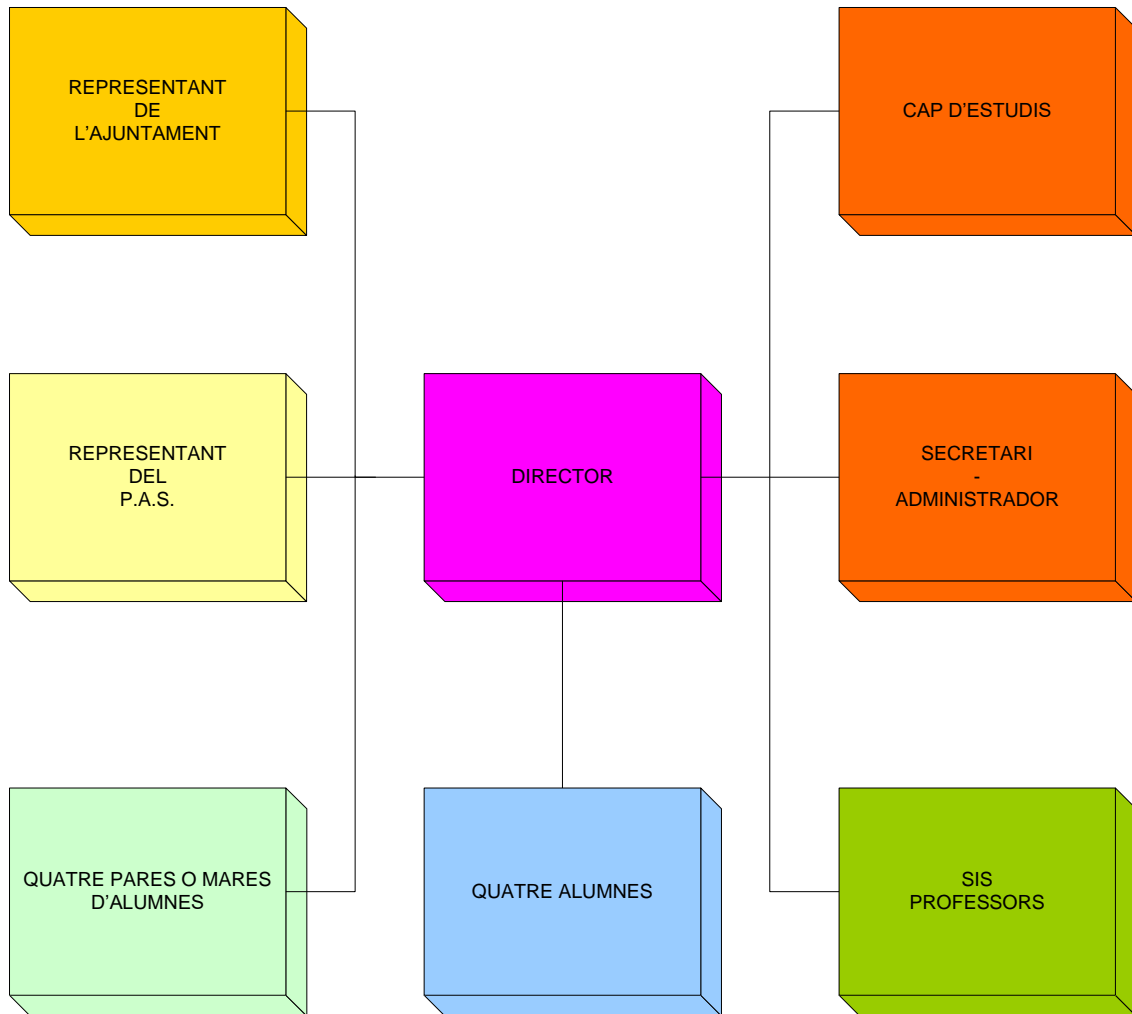 REPRESENTANT
DE
L'AJUNTAMENT
CAP D'ESTUDIS
REPRESENTANT
DEL
P.A.S.
DIRECTOR
SECRETARI
-
ADMINISTRADOR
QUATRE PARES O MARES
D'ALUMNES
QUATRE ALUMNES
SIS
PROFESSORS